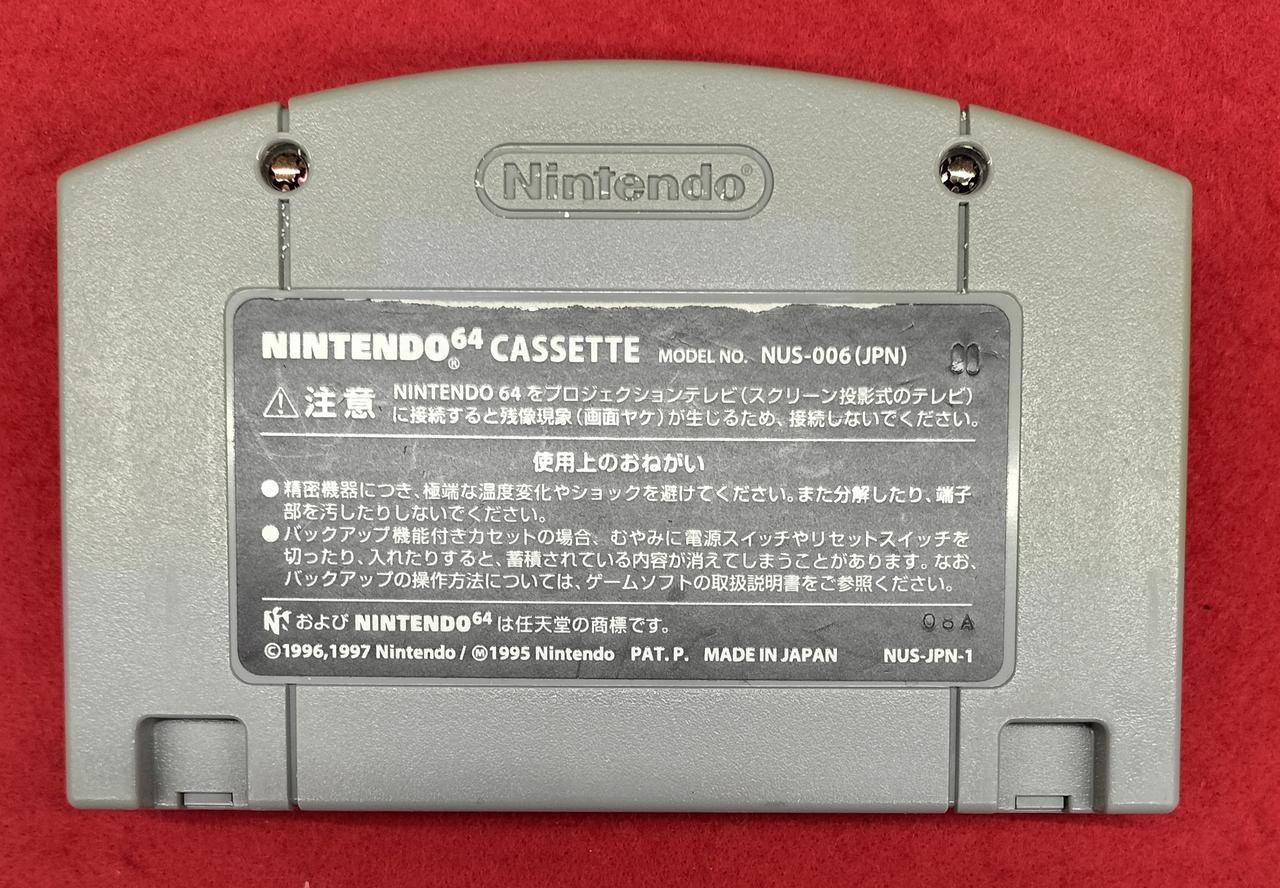 Nintendo®
NINTENDO64® CASSETTE MODEL NO. NUS-006 (JPN)
注意 NINTENDO 64 をプロジェクションテレビ(スクリーン投影式のテレビ)
に接続すると残像現象(画面ヤケ)が生じるため、接続しないでください。
使用上のおねがい
●精密機器につき、極端な温度変化やショックを避けてください。また分解したり、端子
部を汚したりしないでください。
●バックアップ機能付きカセットの場合、むやみに電源スイッチやリセットスイッチを
切ったり、入れたりすると、蓄積されている内容が消えてしまうことがあります。なお、
バックアップの操作方法については、ゲームソフトの取扱説明書をご参照ください。
および NINTENDO64 は任天堂の商標です。
08A
©1996,1997 Nintendo / Ⓜ1995 Nintendo PAT. P. MADE IN JAPAN NUS-JPN-1